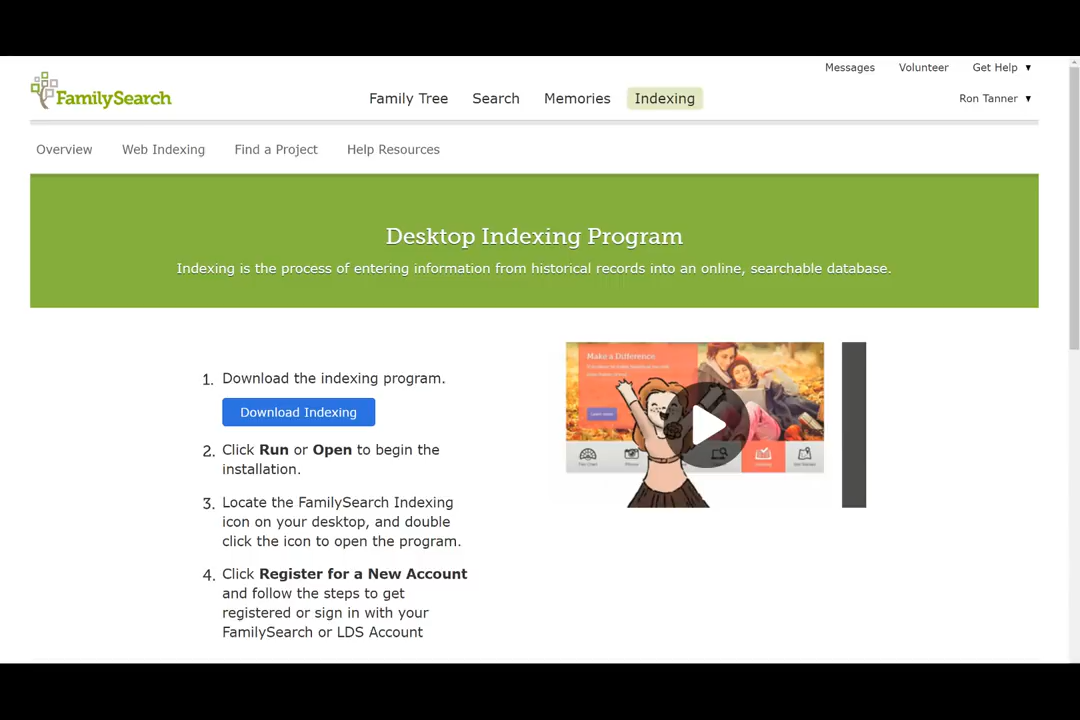 Messages Volunteer Get Help ▼
FamilySearch
Family Tree Search Memories Indexing
Ron Tanner ▼
Overview Web Indexing Find a Project Help Resources
Desktop Indexing Program
Indexing is the process of entering information from historical records into an online, searchable database.
1. Download the indexing program.
Download Indexing
2. Click Run or Open to begin the
installation.
3. Locate the FamilySearch Indexing
icon on your desktop, and double
click the icon to open the program.
4. Click Register for a New Account
and follow the steps to get
registered or sign in with your
FamilySearch or LDS Account
Make a Difference
Learn more